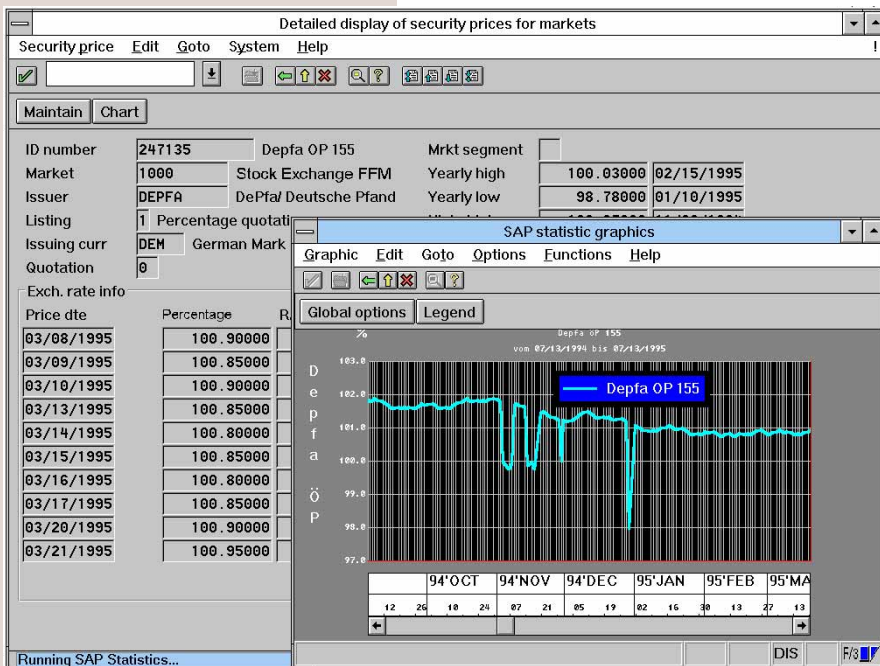 Detailed display of security prices for markets
Security price Edit Goto System Help !
Maintain Chart
ID number 247135 Depfa OP 155 Mrkt segment
Market 1000 Stock Exchange FFM Yearly high 100.03000 02/15/1995
Issuer DEPFA DePfa/ Deutsche Pfand Yearly low 98.78000 01/10/1995
Listing 1 Percentage quotati
Issuing curr DEM German Mark
Quotation 0
Exch. rate info
Price dte Percentage
03/08/1995 100.90000
03/09/1995 100.85000
03/10/1995 100.90000
03/13/1995 100.85000
03/14/1995 100.80000
03/15/1995 100.85000
03/16/1995 100.80000
03/17/1995 100.85000
03/20/1995 100.90000
03/21/1995 100.95000
Running SAP Statistics...
SAP statistic graphics
Graphic Edit Goto Options Functions Help
Global options Legend
Depfa ÖP 155
% vom 07/13/1994 bis 07/13/1995
Depfa ÖP
103.0
102.0
101.0
100.0
99.0
98.0
97.0
Depfa OP 155
94'OCT 94'NOV 94'DEC 95'JAN 95'FEB 95'MA
12 26 10 24 07 21 05 19 02 16 30 13 27 13
DIS F/3